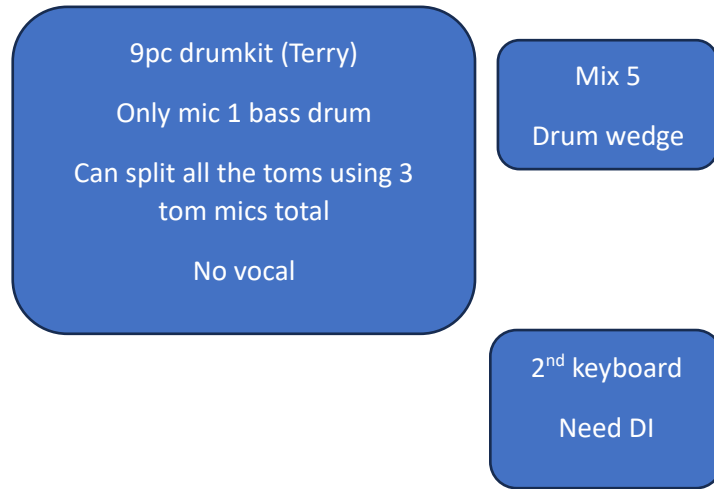 9pc drumkit (Terry)
Only mic 1 bass drum
Can split all the toms using 3
tom mics total
No vocal
Mix 5
Drum wedge
2nd keyboard
Need DI